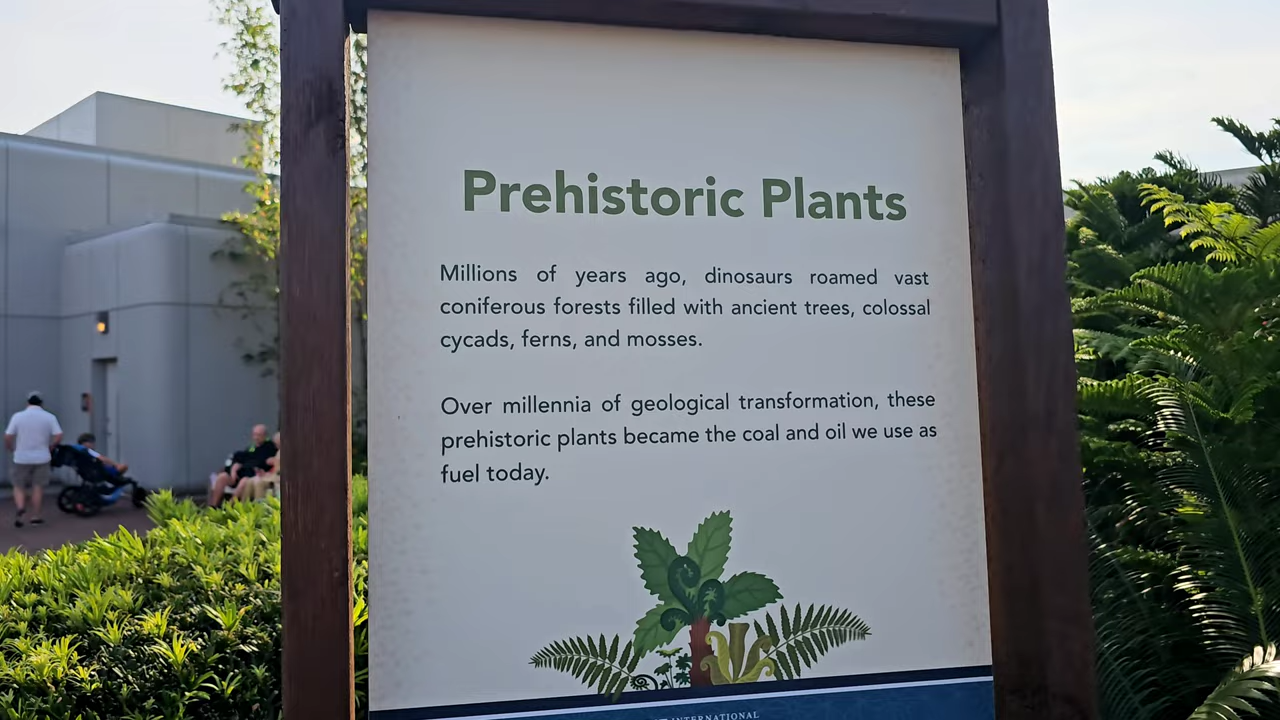 Prehistoric Plants
Millions of years ago, dinosaurs roamed vast
coniferous forests filled with ancient trees, colossal
cycads, ferns, and mosses.
Over millennia of geological transformation, these
prehistoric plants became the coal and oil we use as
fuel today.
INTERNATIONAL